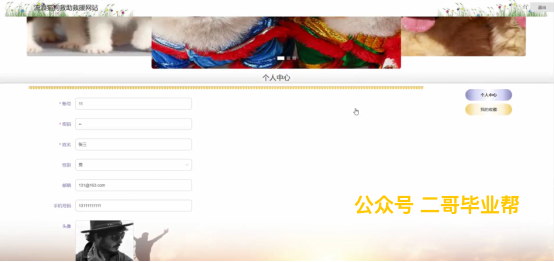 流浪宠物救助救援网站
退出
个人中心
* 账号 11
个人中心
* 密码
我的收藏
* 姓名 张三
性别 男
邮箱 131@163.com
手机号码 13111111111
公众号 二哥毕业帮
头像